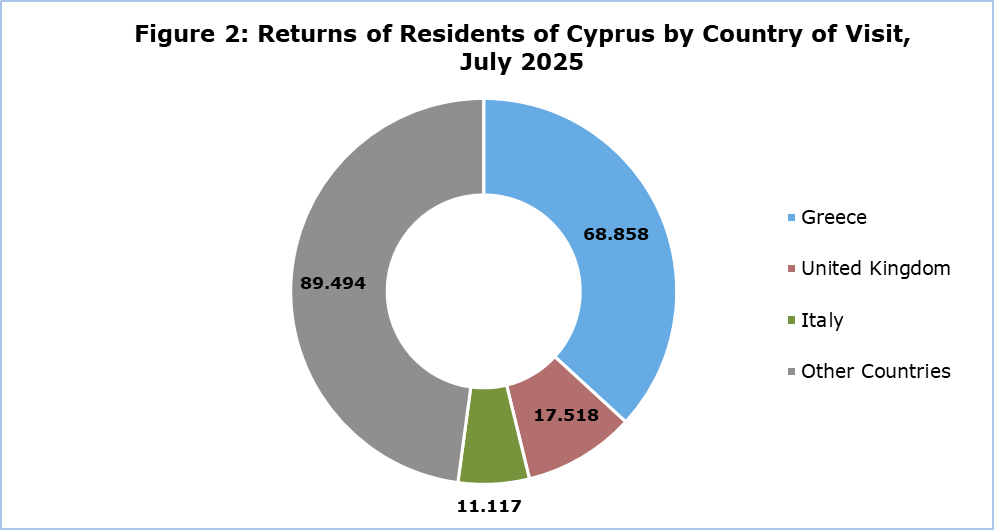 Figure 2: Returns of Residents of Cyprus by Country of Visit,
July 2025
68.858
89.494
17.518
11.117
Greece
United Kingdom
Italy
Other Countries